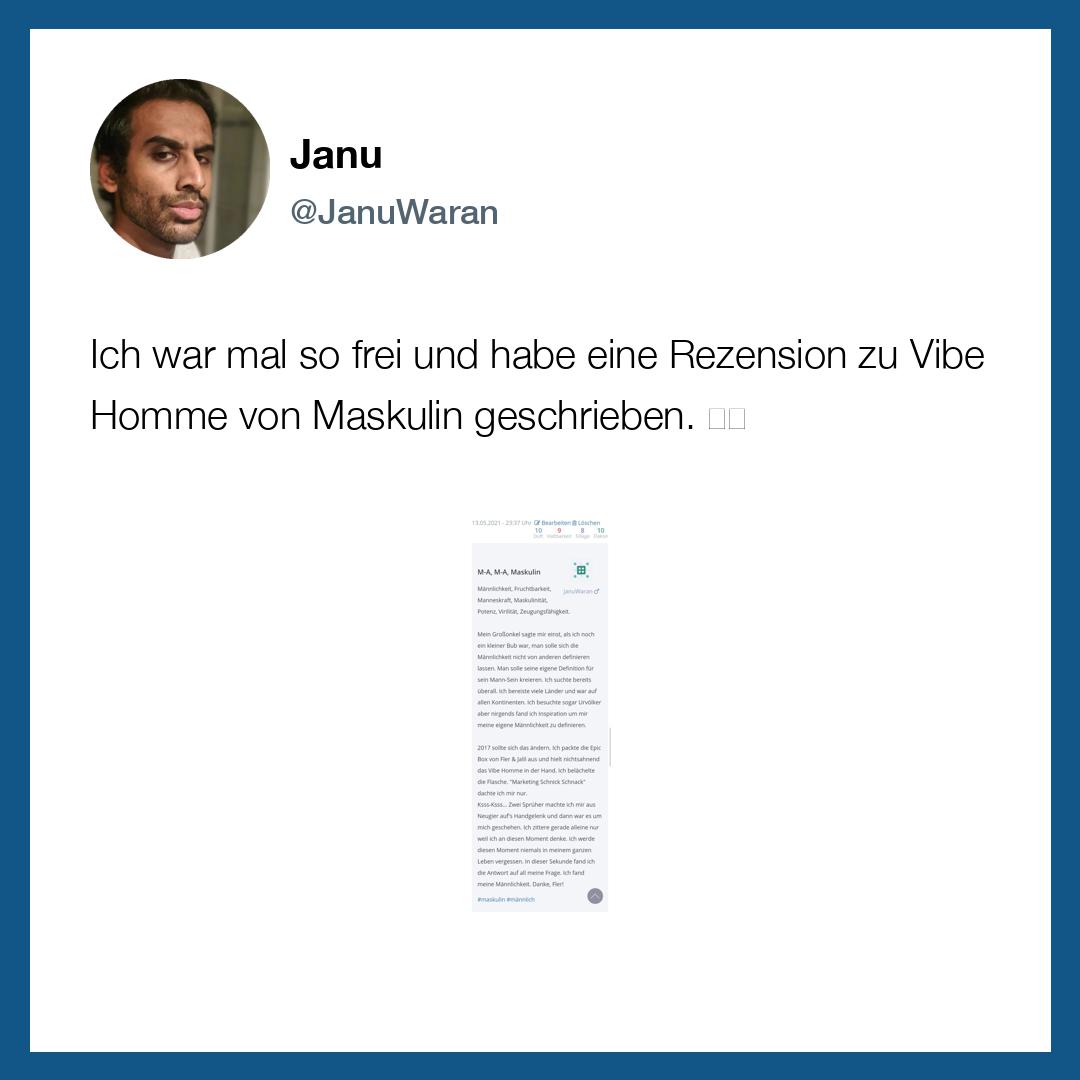 Janu
@JanuWaran
Ich war mal so frei und habe eine Rezension zu Vibe
Homme von Maskulin geschrieben.
13.05.2021 - 23:37 Uhr Bearbeiten Löschen
10 9 8 10
Duft Haltbarkeit Sillage Flakon
M-A, M-A, Maskulin
Männlichkeit, Fruchtbarkeit,
JanuWaran
Manneskraft, Maskulinität,
Potenz, Virilität, Zeugungsfähigkeit.
Mein Großonkel sagte mir einst, als ich noch
ein kleiner Bub war, man solle sich die
Männlichkeit nicht von anderen definieren
lassen. Man solle seine eigene Definition für
sein Mann-Sein kreieren. Ich suchte bereits
überall. Ich bereiste viele Länder und war auf
allen Kontinenten. Ich besuchte sogar Urvölker
aber nirgends fand ich Inspiration um mir
meine eigene Männlichkeit zu definieren.
2017 sollte sich das ändern. Ich packte die Epic
Box von Fler & Jalil aus und hielt nichtsahnend
das Vibe Homme in der Hand. Ich belächelte
die Flasche. "Marketing Schnick Schnack"
dachte ich mir nur.
Ksss-Ksss... Zwei Sprüher machte ich mir aus
Neugier auf's Handgelenk und dann war es um
mich geschehen. Ich zittere gerade alleine nur
weil ich an diesen Moment denke. Ich werde
diesen Moment niemals in meinem ganzen
Leben vergessen. In dieser Sekunde fand ich
die Antwort auf all meine Frage. Ich fand
meine Männlichkeit. Danke, Fler!
#maskulin #männlich